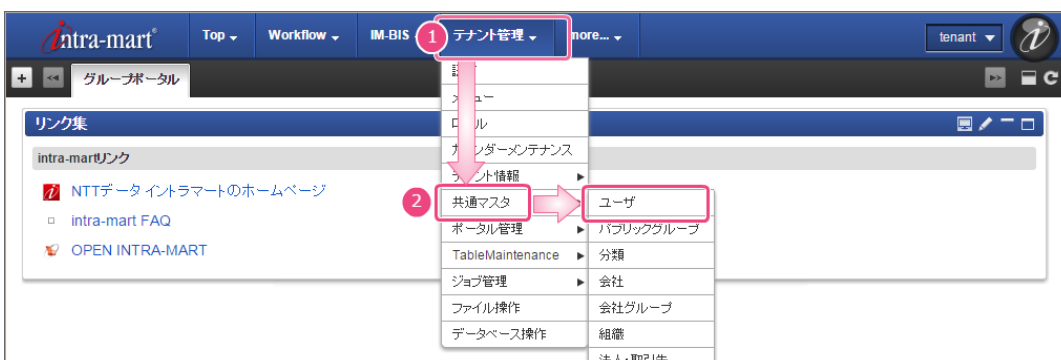 intra-mart®
Top
Workflow
IM-BIS
1
テナント管理
more...
tenant
グループポータル
リンク集
intra-martリンク
NTTデータ イントラマートのホームページ
intra-mart FAQ
OPEN INTRA-MART
メニュー
カレンダーメンテナンス
2
共通マスタ
ポータル管理
TableMaintenance
ジョブ管理
ファイル操作
データベース操作
ユーザ
パブリックグループ
分類
会社
会社グループ
組織